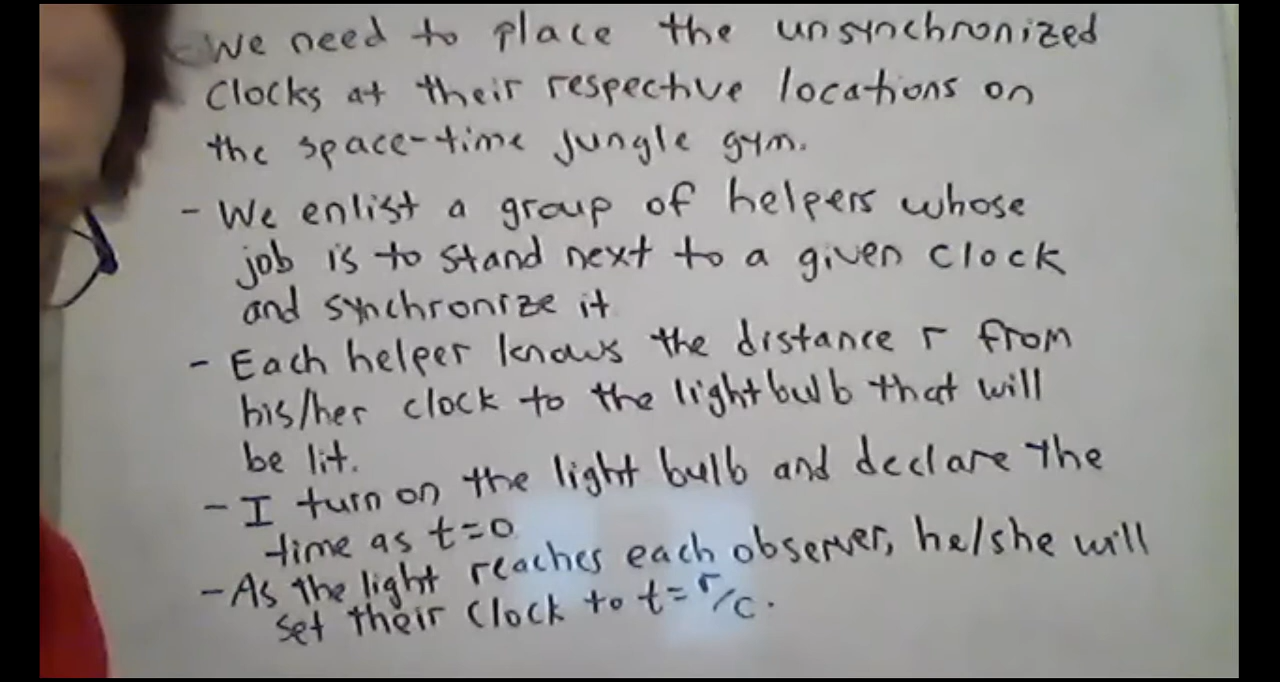 - We need to place the unsynchronized
Clocks at their respective locations on
the space-time jungle gym.
- We enlist a group of helpers whose
job is to stand next to a given clock
and synchronize it
- Each helper knows the distance r from
his/her clock to the lightbulb that will
be lit.
- I turn on the light bulb and declare the
time as t=0
- As the light reaches each observer, he/she will
set their clock to t=r/c.